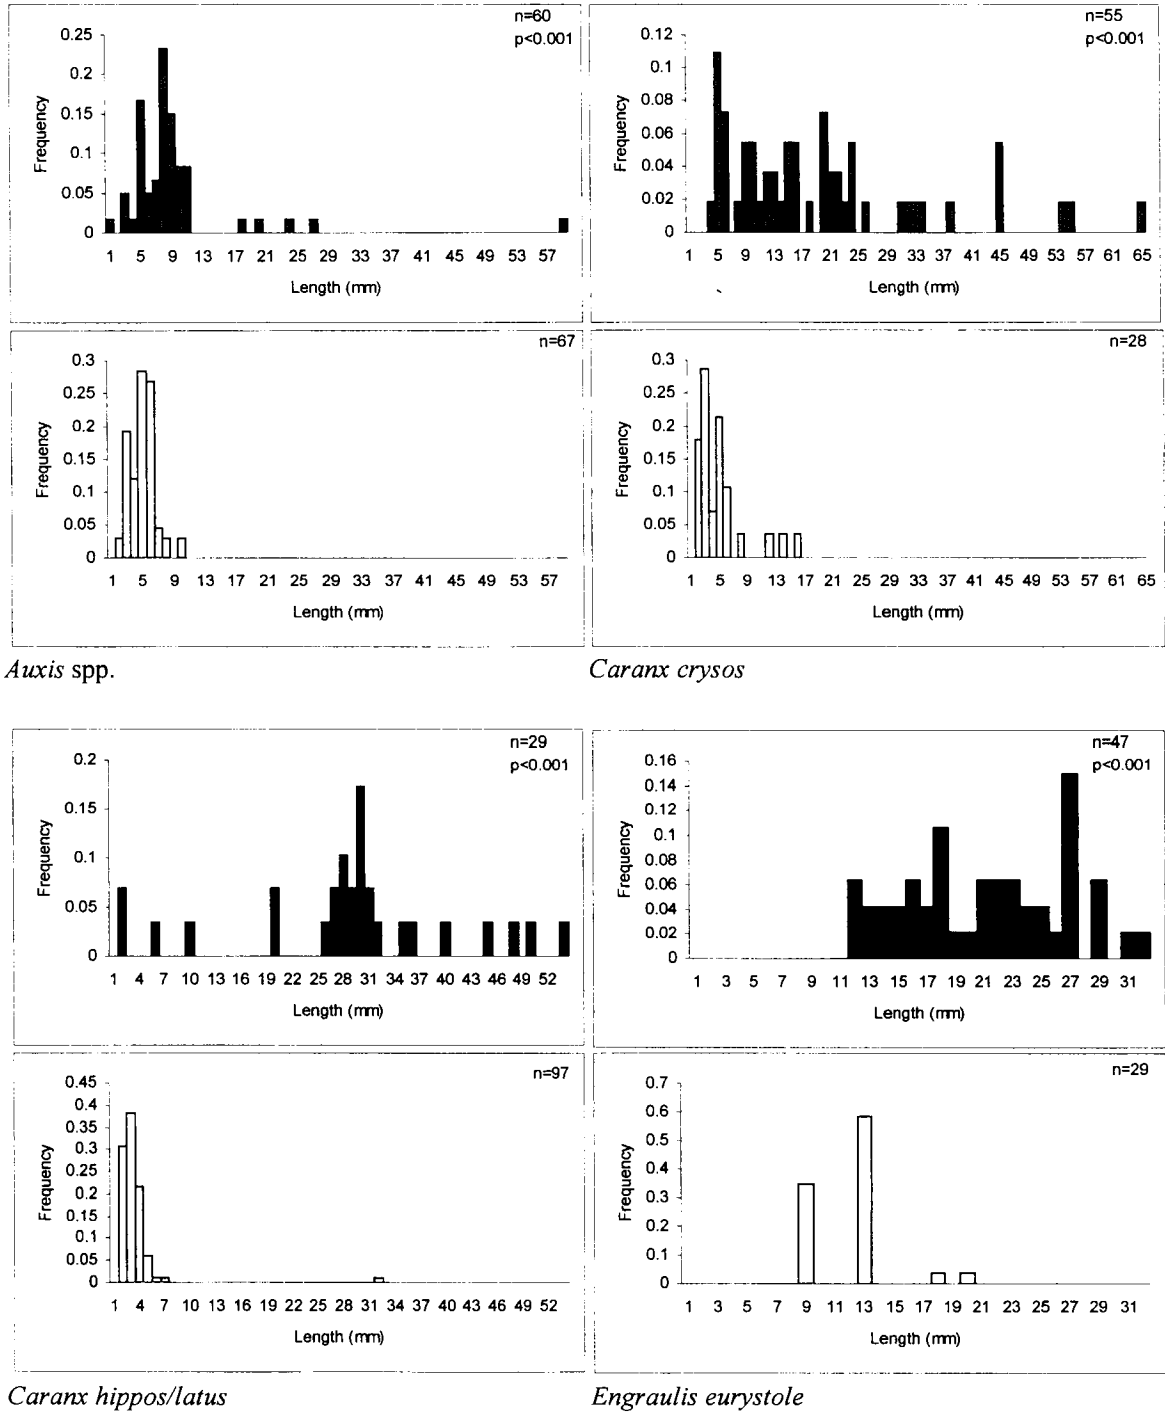 n=60
p<0.001
0.25
0.2
0.15
0.1
0.05
0
Frequency
1 5 9 13 17 21 25 29 33 37 41 45 49 53 57
Length (mm)
n=55
p<0.001
0.12
0.1
0.08
0.06
0.04
0.02
0
Frequency
1 5 9 13 17 21 25 29 33 37 41 45 49 53 57 61 65
Length (mm)
n=67
0.3
0.25
0.2
0.15
0.1
0.05
0
Frequency
1 5 9 13 17 21 25 29 33 37 41 45 49 53 57
Length (mm)
n=28
0.3
0.25
0.2
0.15
0.1
0.05
0
Frequency
1 5 9 13 17 21 25 29 33 37 41 45 49 53 57 61 65
Length (mm)
Auxis spp.
Caranx crysos
n=29
p<0.001
0.2
0.15
0.1
0.05
0
Frequency
1 4 7 10 13 16 19 22 25 28 31 34 37 40 43 46 49 52
Length (mm)
n=47
p<0.001
0.16
0.14
0.12
0.1
0.08
0.06
0.04
0.02
0
Frequency
1 3 5 7 9 11 13 15 17 19 21 23 25 27 29 31
Length (mm)
n=97
0.45
0.4
0.35
0.3
0.25
0.2
0.15
0.1
0.05
0
Frequency
1 4 7 10 13 16 19 22 25 28 31 34 37 40 43 46 49 52
Length (mm)
n=29
0.7
0.6
0.5
0.4
0.3
0.2
0.1
0
Frequency
1 3 5 7 9 11 13 15 17 19 21 23 25 27 29 31
Length (mm)
Caranx hippos/latus
Engraulis eurystole